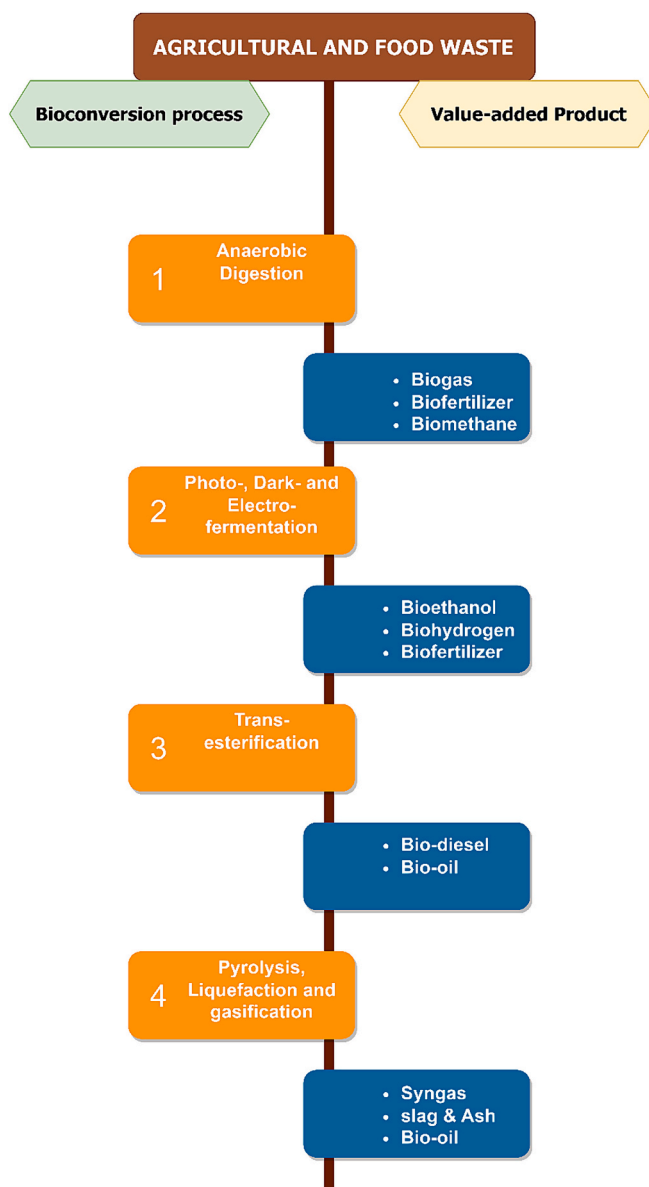 AGRICULTURAL AND FOOD WASTE
Bioconversion process
Value-added Product
1
Anaerobic
Digestion
• Biogas
• Biofertilizer
• Biomethane
2
Photo-, Dark- and
Electro-
fermentation
• Bioethanol
• Biohydrogen
• Biofertilizer
3
Trans-
esterification
• Bio-diesel
• Bio-oil
4
Pyrolysis,
Liquefaction and
gasification
• Syngas
• slag & Ash
• Bio-oil